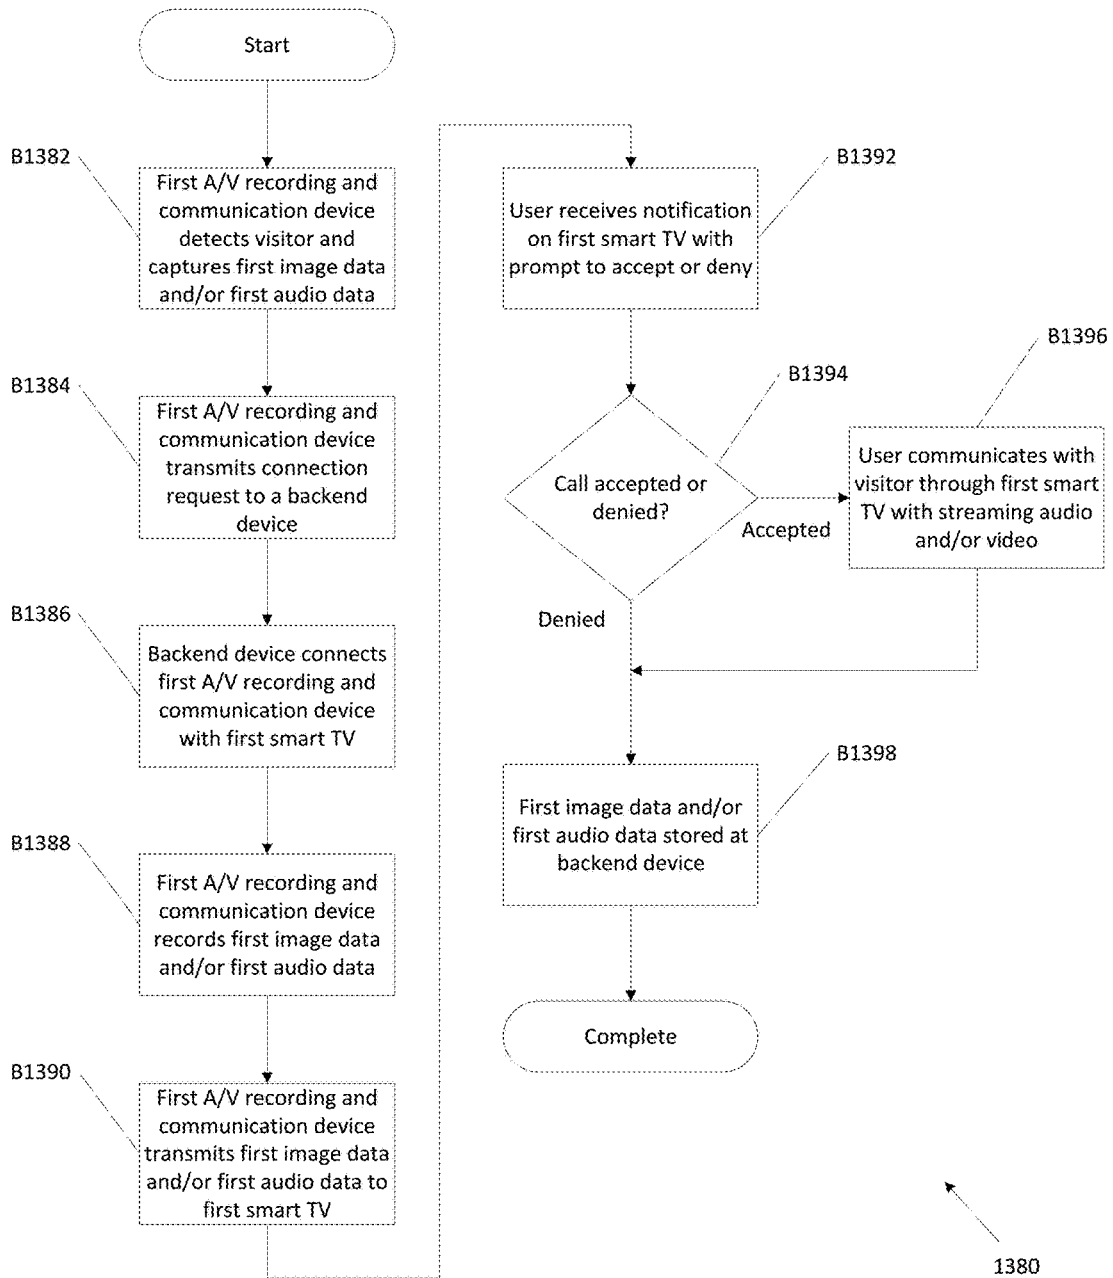 Start
B1382
First A/V recording and
communication device
detects visitor and
captures first image data
and/or first audio data
B1384
First A/V recording and
communication device
transmits connection
request to a backend
device
B1386
Backend device connects
first A/V recording and
communication device
with first smart TV
B1388
First A/V recording and
communication device
records first image data
and/or first audio data
B1390
First A/V recording and
communication device
transmits first image data
and/or first audio data to
first smart TV
B1392
User receives notification
on first smart TV with
prompt to accept or deny
B1394
Call accepted or
denied?
Accepted
Denied
B1396
User communicates with
visitor through first smart
TV with streaming audio
and/or video
B1398
First image data and/or
first audio data stored at
backend device
Complete
1380